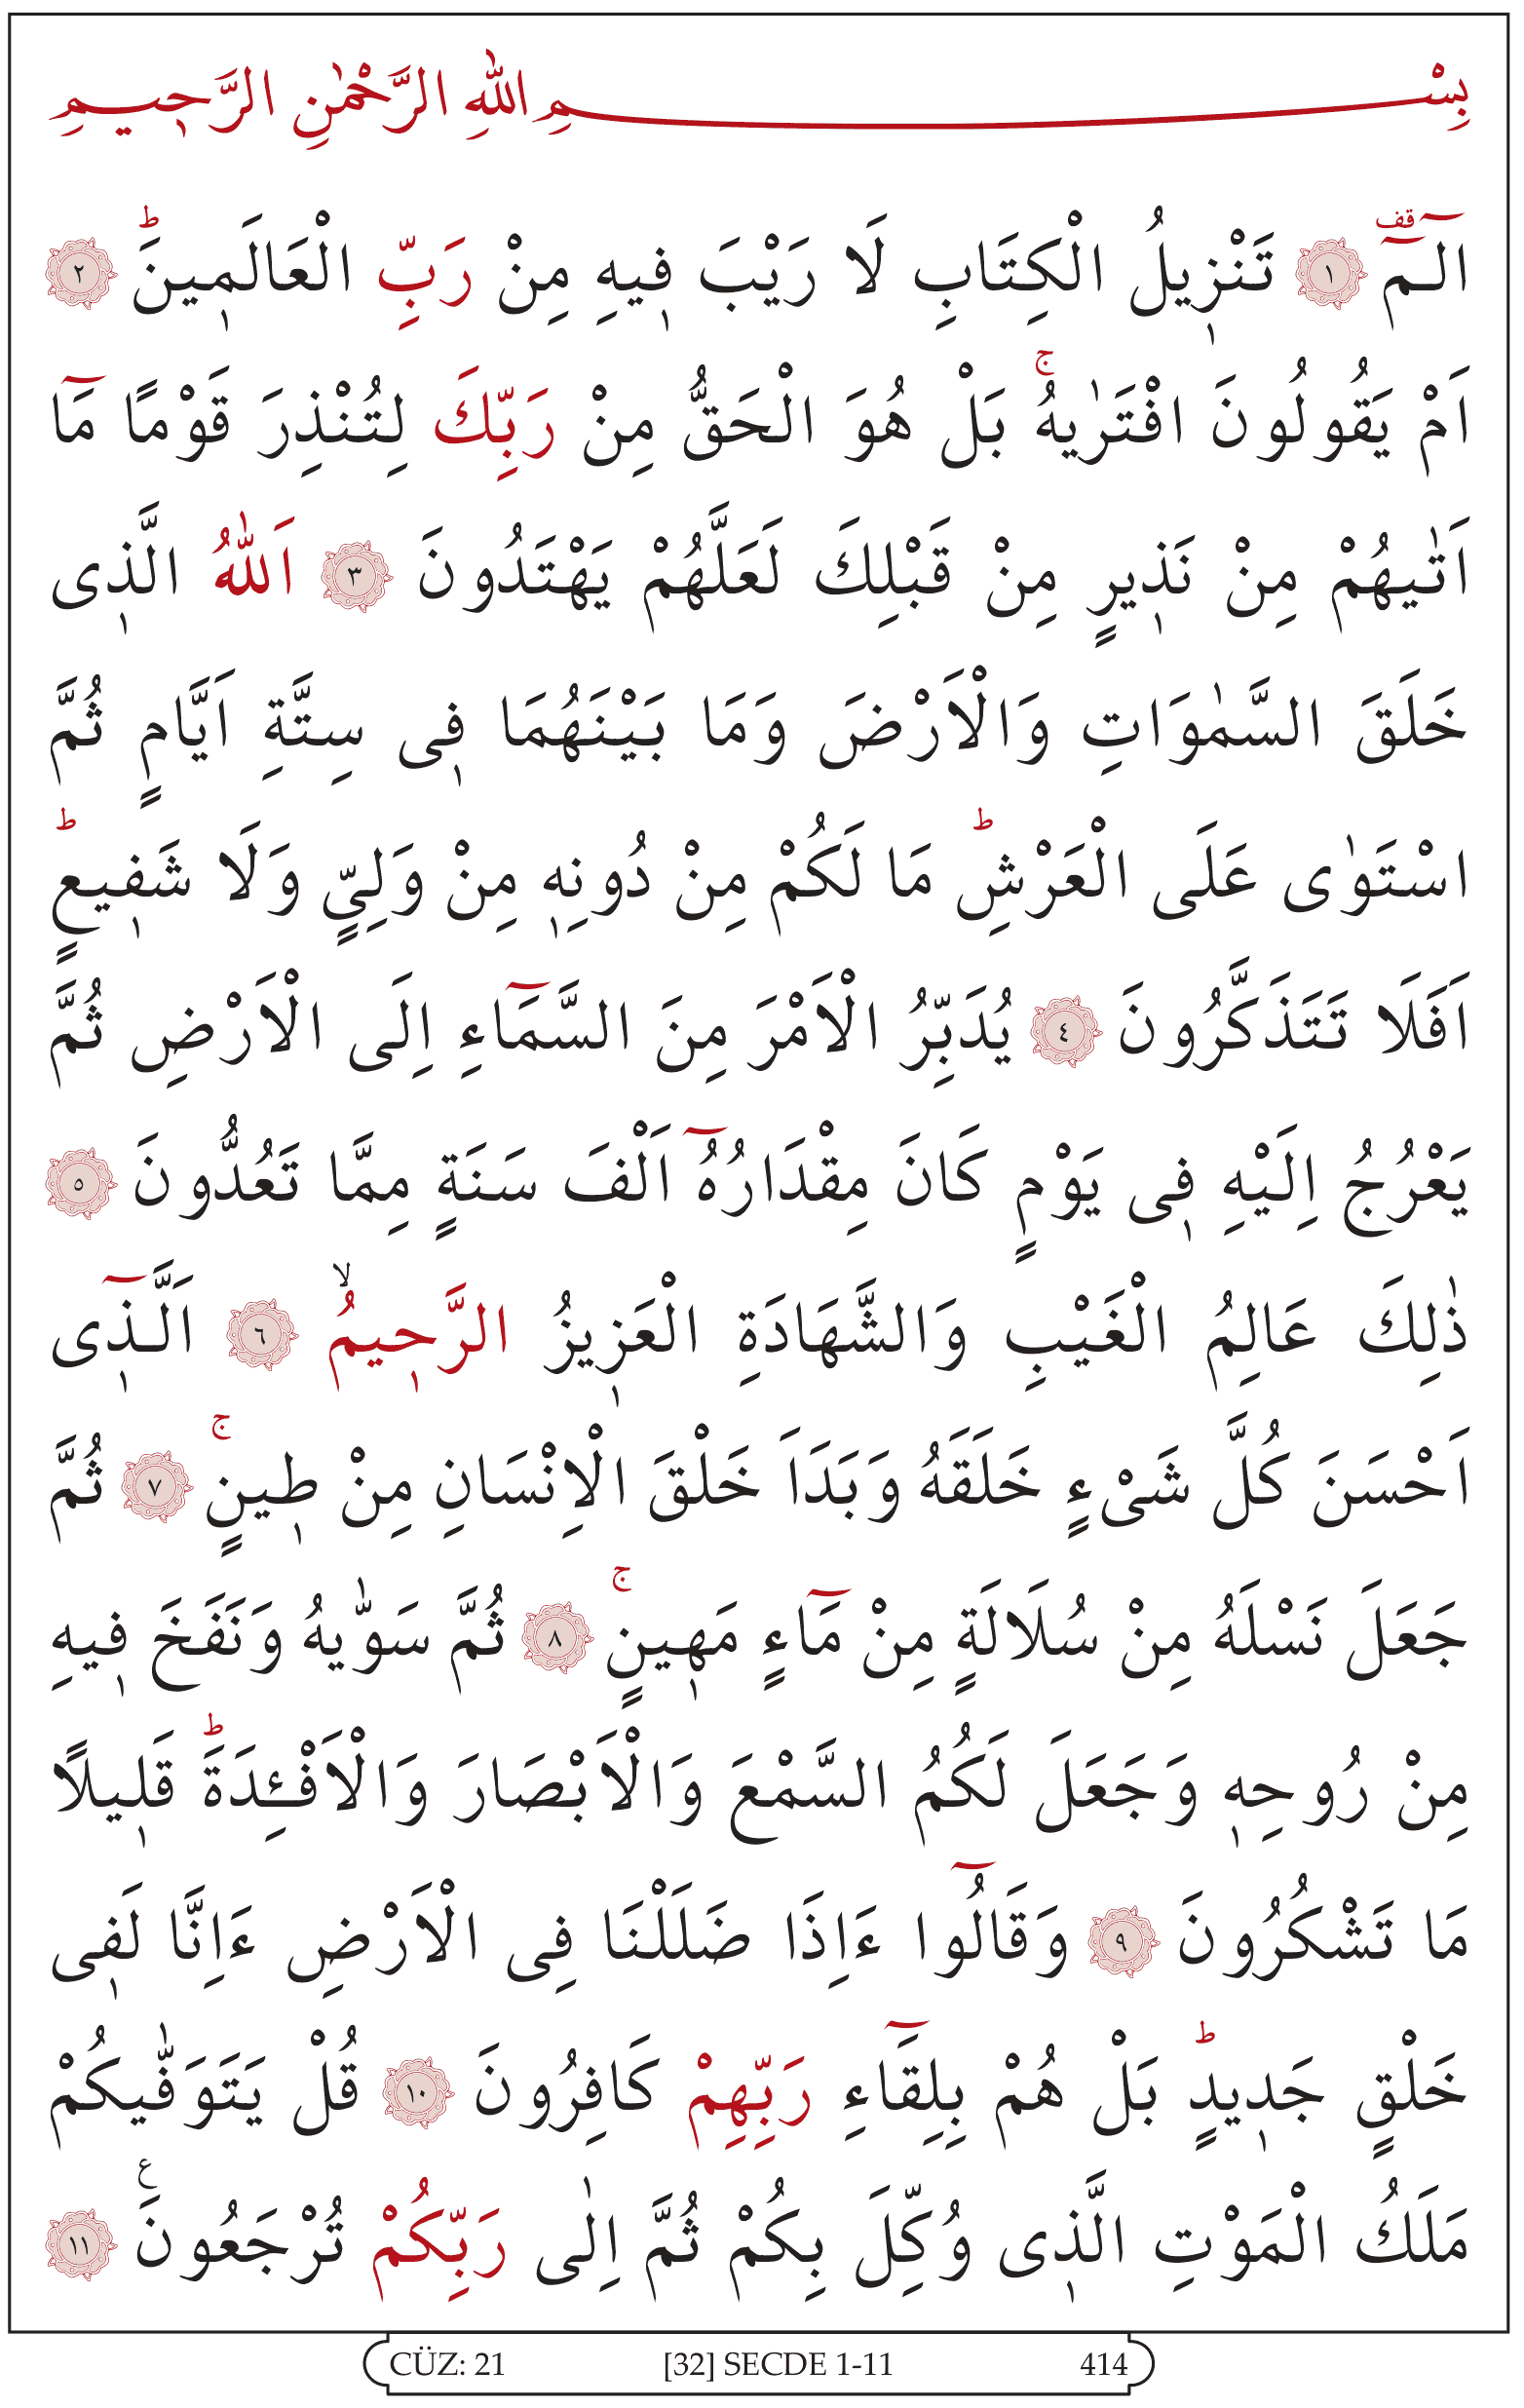 بِسْمِ اللهِ الرَّحْمٰنِ الرَّح۪يمِ
الٓـمٓ ۗ ﴿١﴾ تَنْز۪يلُ الْكِتَابِ لَا رَيْبَ ف۪يهِ مِنْ رَبِّ الْعَالَم۪ينَۜ ﴿٢﴾
اَمْ يَقُولُونَ افْتَرٰيهُۚ بَلْ هُوَ الْحَقُّ مِنْ رَبِّكَ لِتُنْذِرَ قَوْمًا مَٓا
اَتٰيهُمْ مِنْ نَذ۪يرٍ مِنْ قَبْلِكَ لَعَلَّهُمْ يَهْتَدُونَ ﴿٣﴾ اَللهُ الَّذ۪ى
خَلَقَ السَّمٰوَاتِ وَالْاَرْضَ وَمَا بَيْنَهُمَا ف۪ى سِتَّةِ اَيَّامٍ ثُمَّ
اسْتَوٰى عَلَى الْعَرْشِۜ مَا لَكُمْ مِنْ دُونِه۪ مِنْ وَلِيٍّ وَلَا شَف۪يعٍۜ
اَفَلَا تَتَذَكَّرُونَ ﴿٤﴾ يُدَبِّرُ الْاَمْرَ مِنَ السَّمَٓاءِ اِلَى الْاَرْضِ ثُمَّ
يَعْرُجُ اِلَيْهِ ف۪ى يَوْمٍ كَانَ مِقْدَارُهُٓ اَلْفَ سَنَةٍ مِمَّا تَعُدُّونَ ﴿٥﴾
ذٰلِكَ عَالِمُ الْغَيْبِ وَالشَّهَادَةِ الْعَز۪يزُ الرَّح۪يمُۙ ﴿٦﴾ اَلَّـذ۪ٓى
اَحْسَنَ كُلَّ شَىْءٍ خَلَقَهُ وَبَدَاَ خَلْقَ الْاِنْسَانِ مِنْ ط۪ينٍۚ ﴿٧﴾ ثُمَّ
جَعَلَ نَسْلَهُ مِنْ سُلَالَةٍ مِنْ مَٓاءٍ مَه۪ينٍۚ ﴿٨﴾ ثُمَّ سَوّٰيهُ وَنَفَخَ ف۪يهِ
مِنْ رُوحِه۪ وَجَعَلَ لَكُمُ السَّمْعَ وَالْاَبْصَارَ وَالْاَفْـِٔدَةَۜ قَل۪يلًا
مَا تَشْكُرُونَ ﴿٩﴾ وَقَالُٓوا ءَاِذَا ضَلَلْنَا فِى الْاَرْضِ ءَاِنَّا لَف۪ى
خَلْقٍ جَد۪يدٍۜ بَلْ هُمْ بِلِقَٓاءِ رَبِّهِمْ كَافِرُونَ ﴿١٠﴾ قُلْ يَتَوَفّٰيكُمْ
مَلَكُ الْمَوْتِ الَّذ۪ى وُكِّلَ بِكُمْ ثُمَّ اِلٰى رَبِّكُمْ تُرْجَعُونَ ع ﴿١١﴾
CÜZ: 21 [32] SECDE 1-11 414